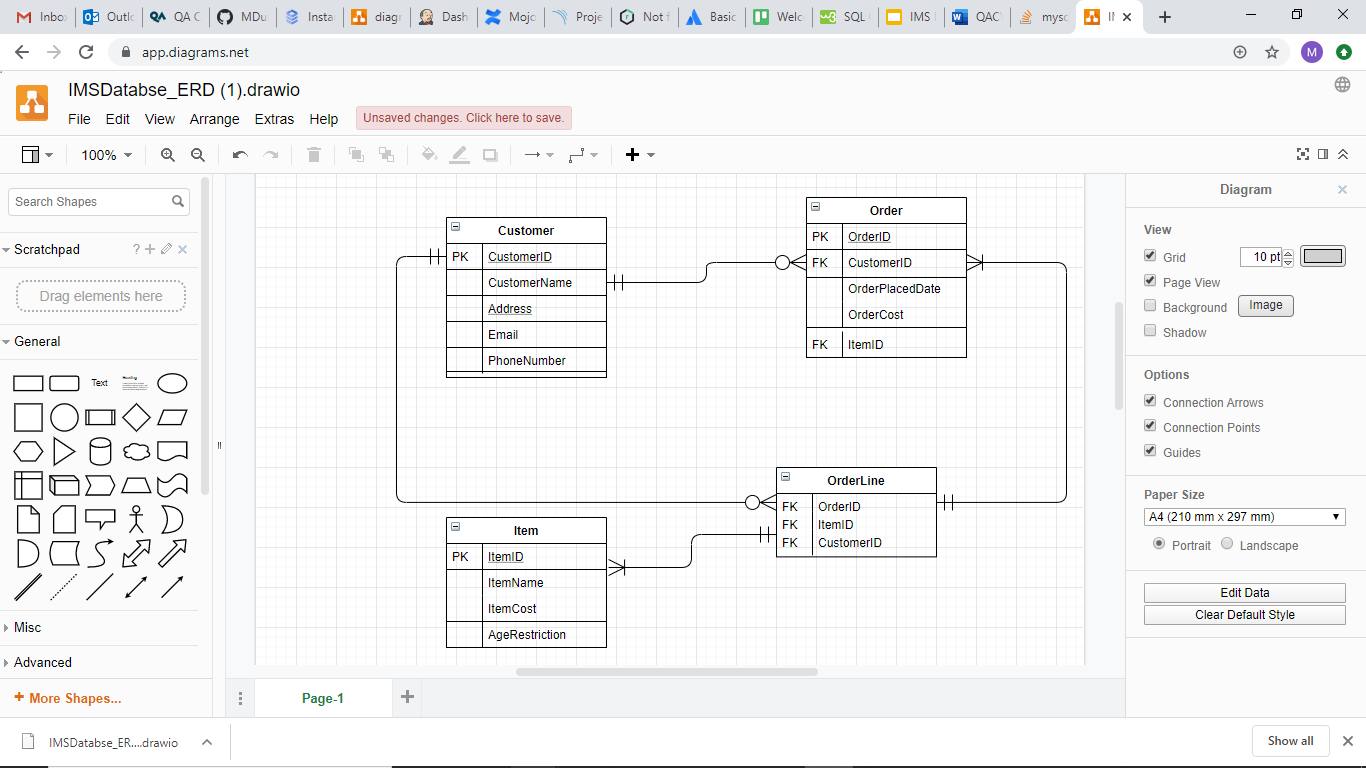 Inbo Outlo QA C MDu Insta diagr Dash Mojo Proje Not f Basic Welc SQL IMS QAC mysc IM
app.diagrams.net M
IMSDatabse_ERD (1).drawio
File Edit View Arrange Extras Help Unsaved changes. Click here to save.
100%
Search Shapes
Scratchpad
Drag elements here
General
Text
Heading
Misc
Advanced
+ More Shapes...
Customer
PK CustomerID
CustomerName
Address
Email
PhoneNumber
Order
PK OrderID
FK CustomerID
OrderPlacedDate
OrderCost
FK ItemID
OrderLine
FK OrderID
FK ItemID
FK CustomerID
Item
PK ItemID
ItemName
ItemCost
AgeRestriction
Diagram
View
Grid 10 pt
Page View
Background Image
Shadow
Options
Connection Arrows
Connection Points
Guides
Paper Size
A4 (210 mm x 297 mm)
Portrait Landscape
Edit Data
Clear Default Style
Page-1
IMSDatabse_ER....drawio
Show all